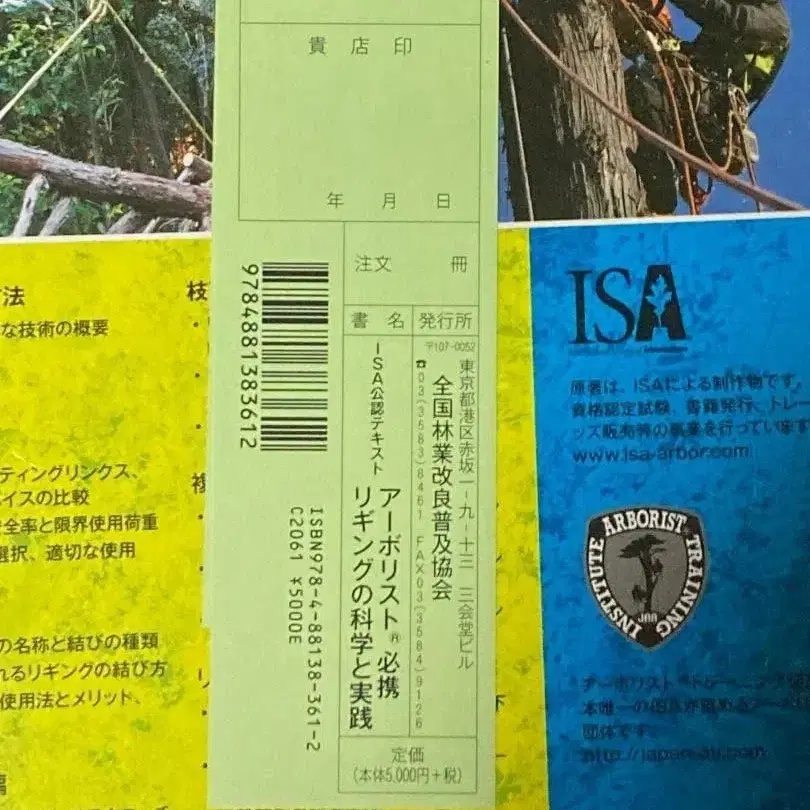 貴店印
年 月 日
注文 冊
書名
発行所
〒107-0052
東京都港区赤坂一-九-十三 三会堂ビル
全国林業改良普及協会
☎03(3583)8461 FAX03(3584)9126
ISA公認テキスト
アーボリスト®必携
リギングの科学と実践
定価
(本体5,000円+税)
9784881383612
ISBN978-4-88138-361-2
C2061 ¥5000E
法
な技術の概要
ティングリンクス、
イスの比較
全率と限界使用荷重
選択、適切な使用
の名称と結びの種類
れるリギングの結び方
使用法とメリット、
枝
複
ISA
原著は、ISAによる制作物です。
資格認定試験、書籍発行、トレー
ッズ販売等の事業を行っています
www.isa-arbor.com
ARBORIST TRAINING INSTITUTE
団体です。